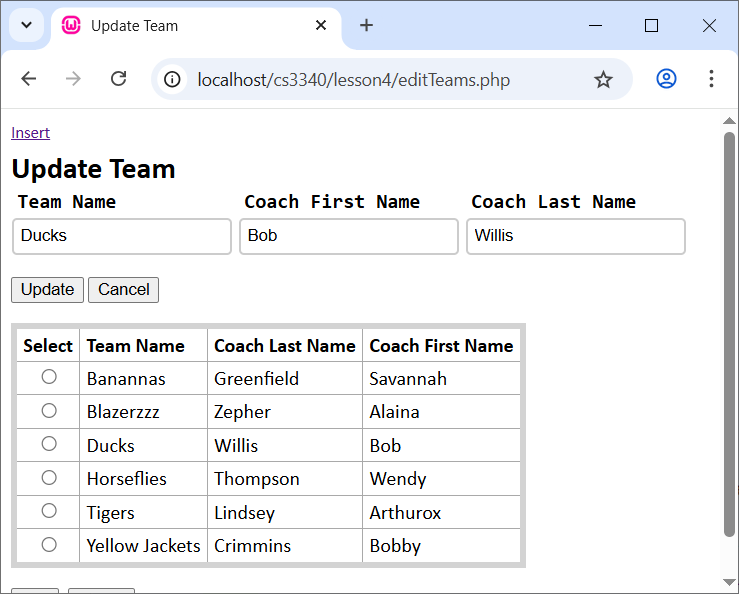 Update Team
localhost/cs3340/lesson4/editTeams.php
Insert
Update Team
Team Name Coach First Name Coach Last Name
Ducks Bob Willis
Update Cancel
Select Team Name Coach Last Name Coach First Name
Banannas Greenfield Savannah
Blazerzzz Zepher Alaina
Ducks Willis Bob
Horseflies Thompson Wendy
Tigers Lindsey Arthurox
Yellow Jackets Crimmins Bobby